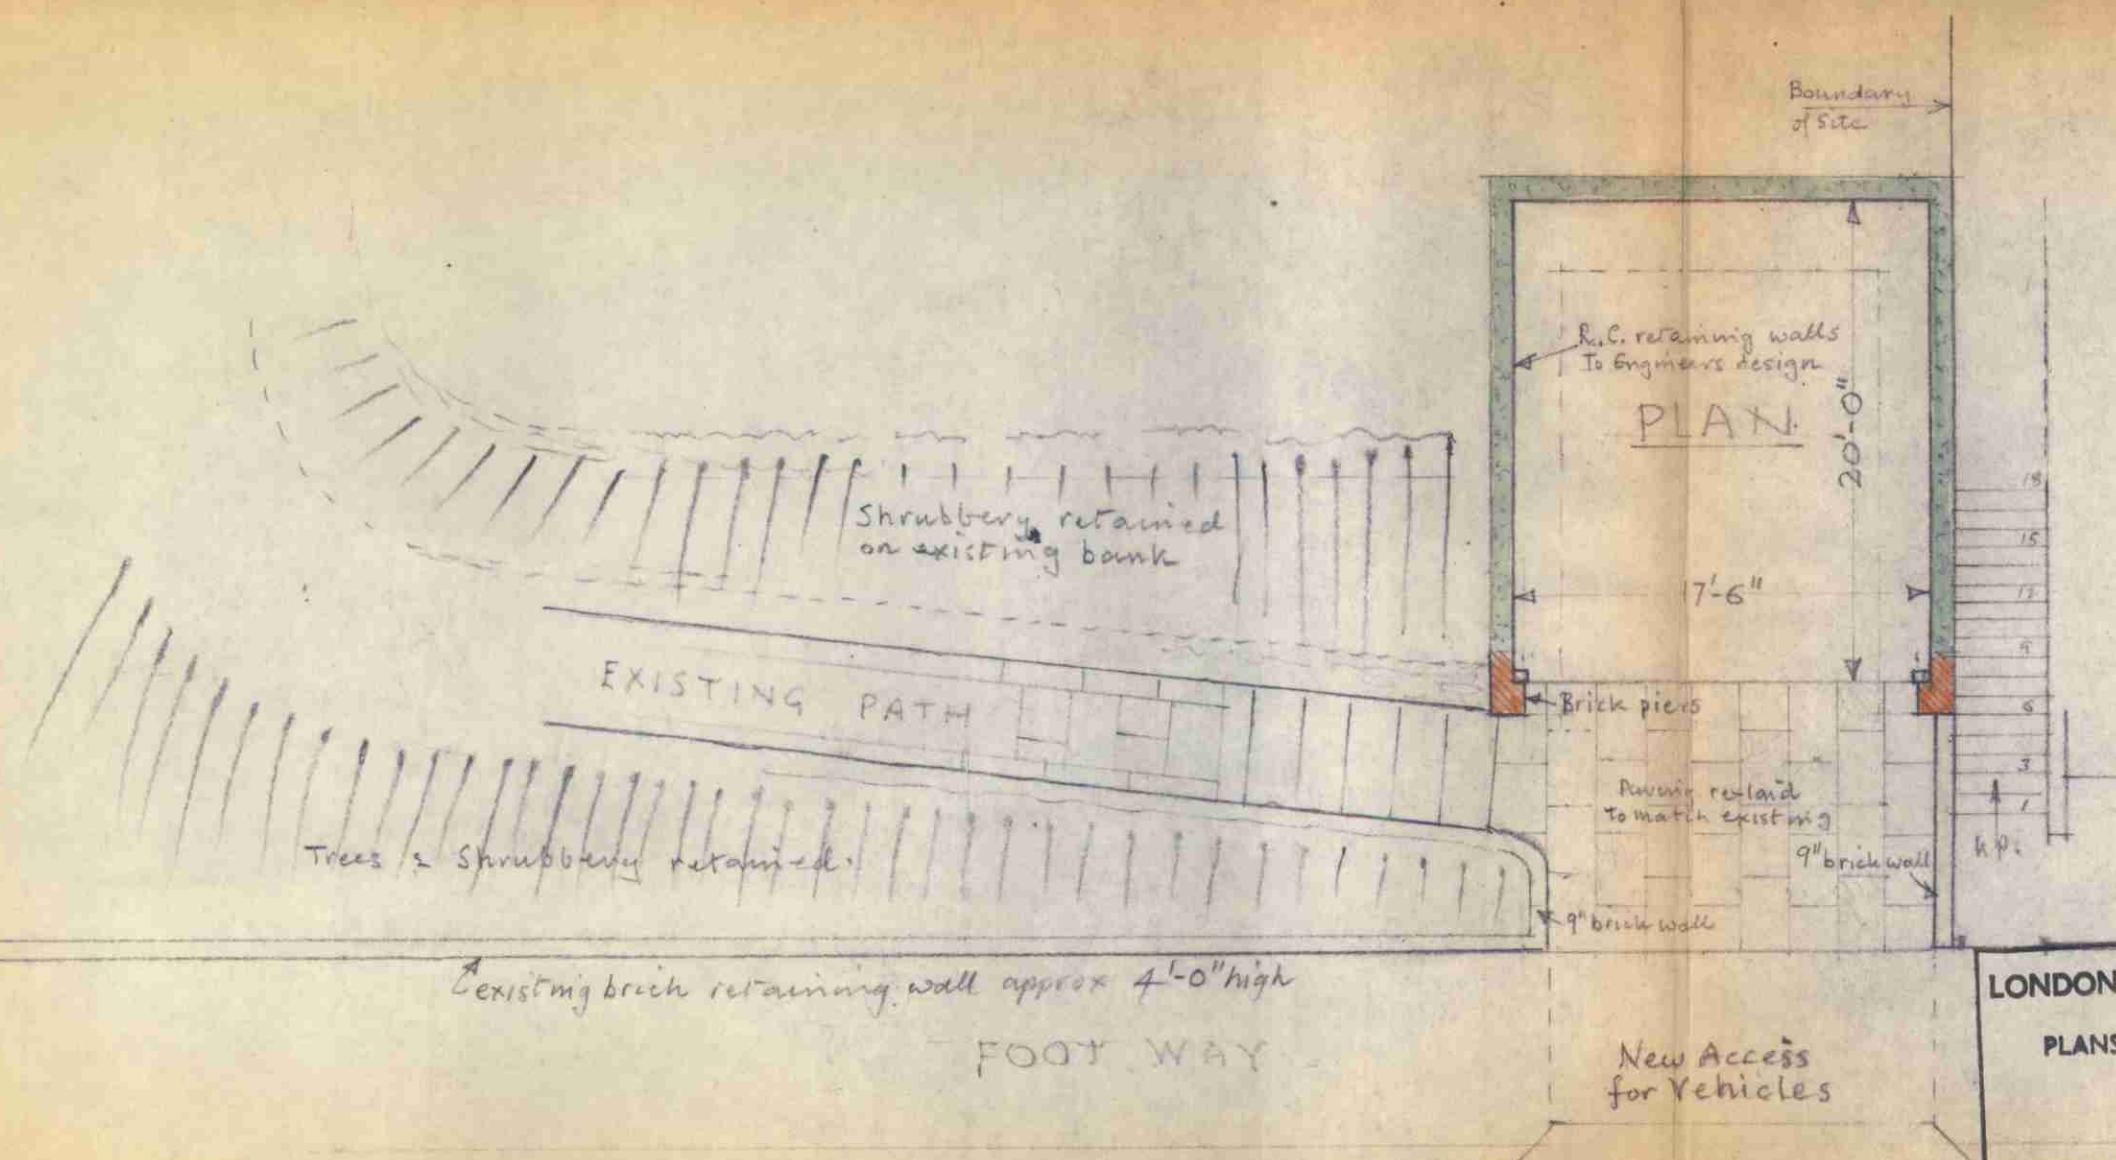 Boundary
of Site
R.C. retaining walls
To Engineers design
PLAN
20'-0"
17'-6"
Shrubbery retained
on existing bank
EXISTING PATH
Brick piers
Paving re-laid
To match existing
9" brick wall
9" brick wall
Trees & Shrubbery retained.
existing brick retaining wall approx 4'-0" high
FOOT WAY
New Access
for Vehicles
18
15
12
9
6
3
1
LONDON
PLANS